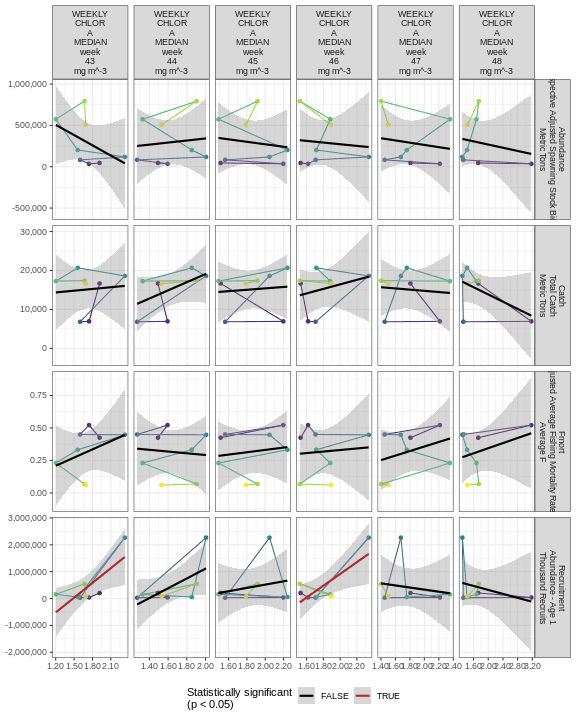 WEEKLY
CHLOR
A
MEDIAN
week
43
mg m^-3
WEEKLY
CHLOR
A
MEDIAN
week
44
mg m^-3
WEEKLY
CHLOR
A
MEDIAN
week
45
mg m^-3
WEEKLY
CHLOR
A
MEDIAN
week
46
mg m^-3
WEEKLY
CHLOR
A
MEDIAN
week
47
mg m^-3
WEEKLY
CHLOR
A
MEDIAN
week
48
mg m^-3
1,000,000
500,000
0
-500,000
Abundance
Adjusted Spawning Stock
Metric Tons
30,000
20,000
10,000
0
Catch
Total Catch
Metric Tons
0.75
0.50
0.25
0.00
Fmort
Average Fishing Mortality Rate
Average F
3,000,000
2,000,000
1,000,000
0
-1,000,000
-2,000,000
Recruitment
Abundance - Age 1
Thousand Recruits
1.20 1.50 1.80 2.10
1.40 1.60 1.80 2.00
1.60 1.80 2.00 2.20
1.60 1.80 2.00 2.20
1.40 1.60 1.80 2.00 2.20 2.40
1.60 2.00 2.40 2.80 3.20
Statistically significant
(p < 0.05)
FALSE
TRUE